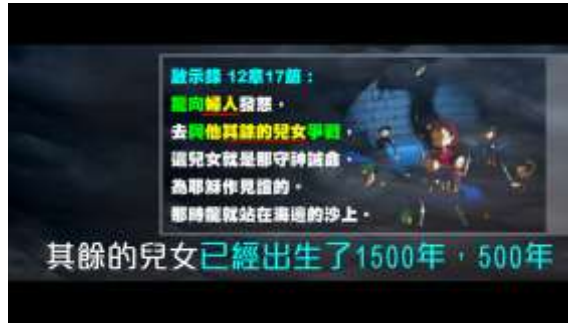 啟示錄 12章17節：
龍向婦人發怒，
去與他其餘的兒女爭戰，
這兒女就是那守神誡命，
為耶穌作見證的。
那時龍就站在海邊的沙上。
其餘的兒女已經出生了1500年，500年